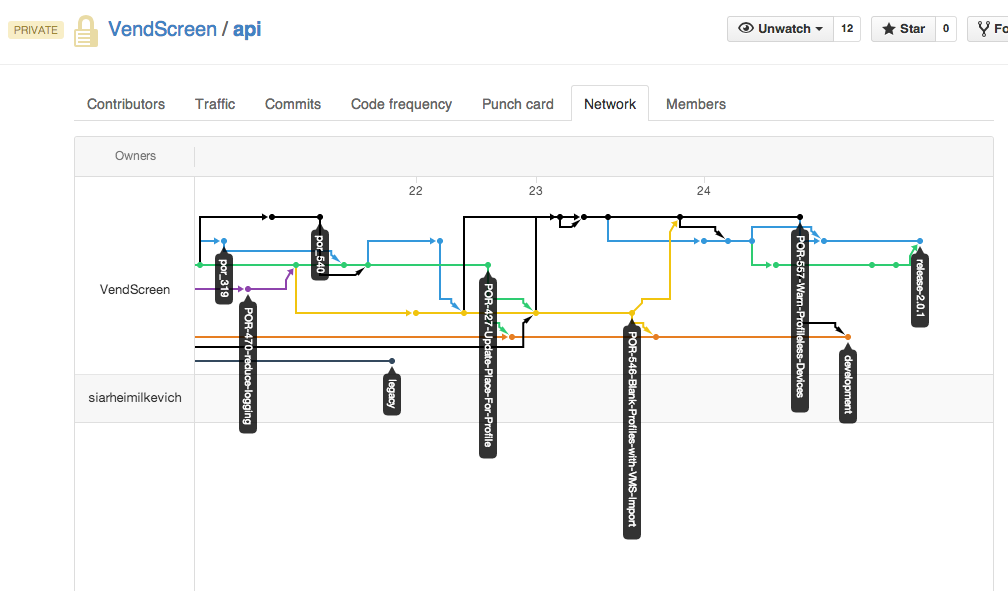 PRIVATE VendScreen / api Unwatch 12 Star 0 Fo
Contributors Traffic Commits Code frequency Punch card Network Members
Owners
22 23 24
VendScreen
siarheimilkevich
por_319
POR-470-reduce-logging
por_540
legacy
POR-427-Update-Place-For-Profile
POR-546-Blank-Profiles-with-VMS-Import
POR-557-Warn-Profileless-Devices
development
release-2.0.1